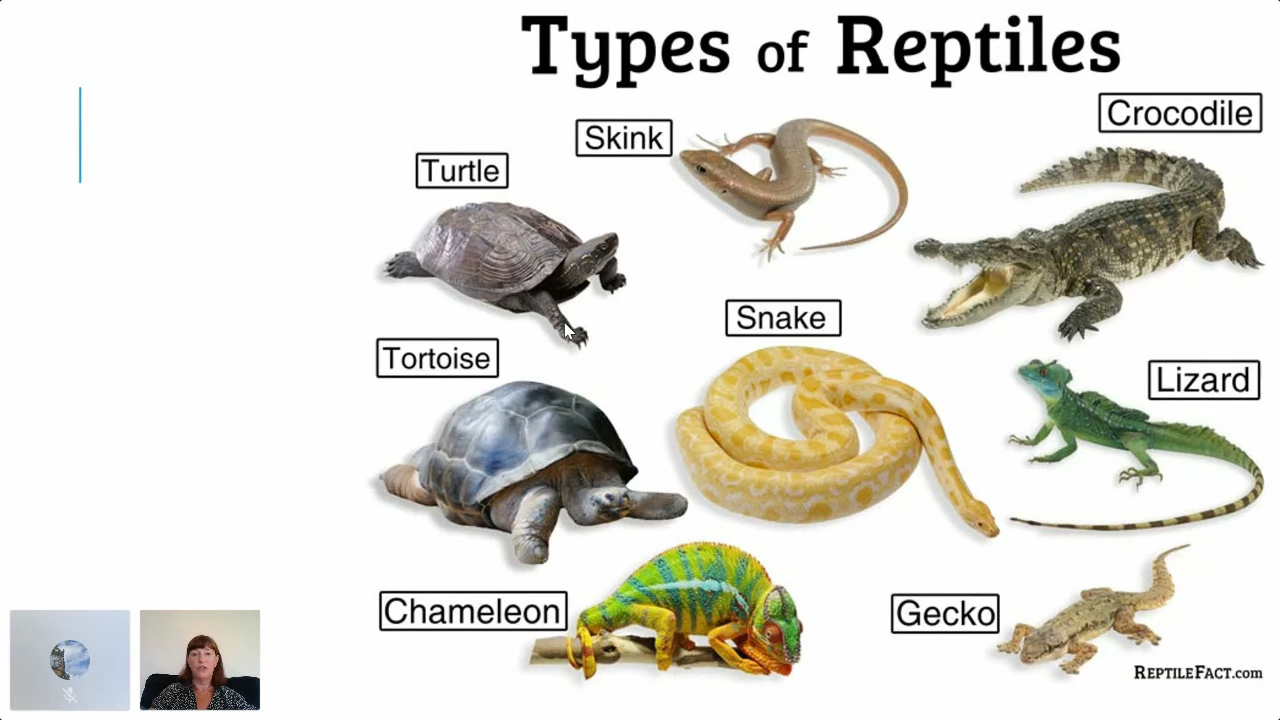 Types of Reptiles
Crocodile
Skink
Turtle
Snake
Tortoise
Lizard
Chameleon
Gecko
REPTILEFACT.com